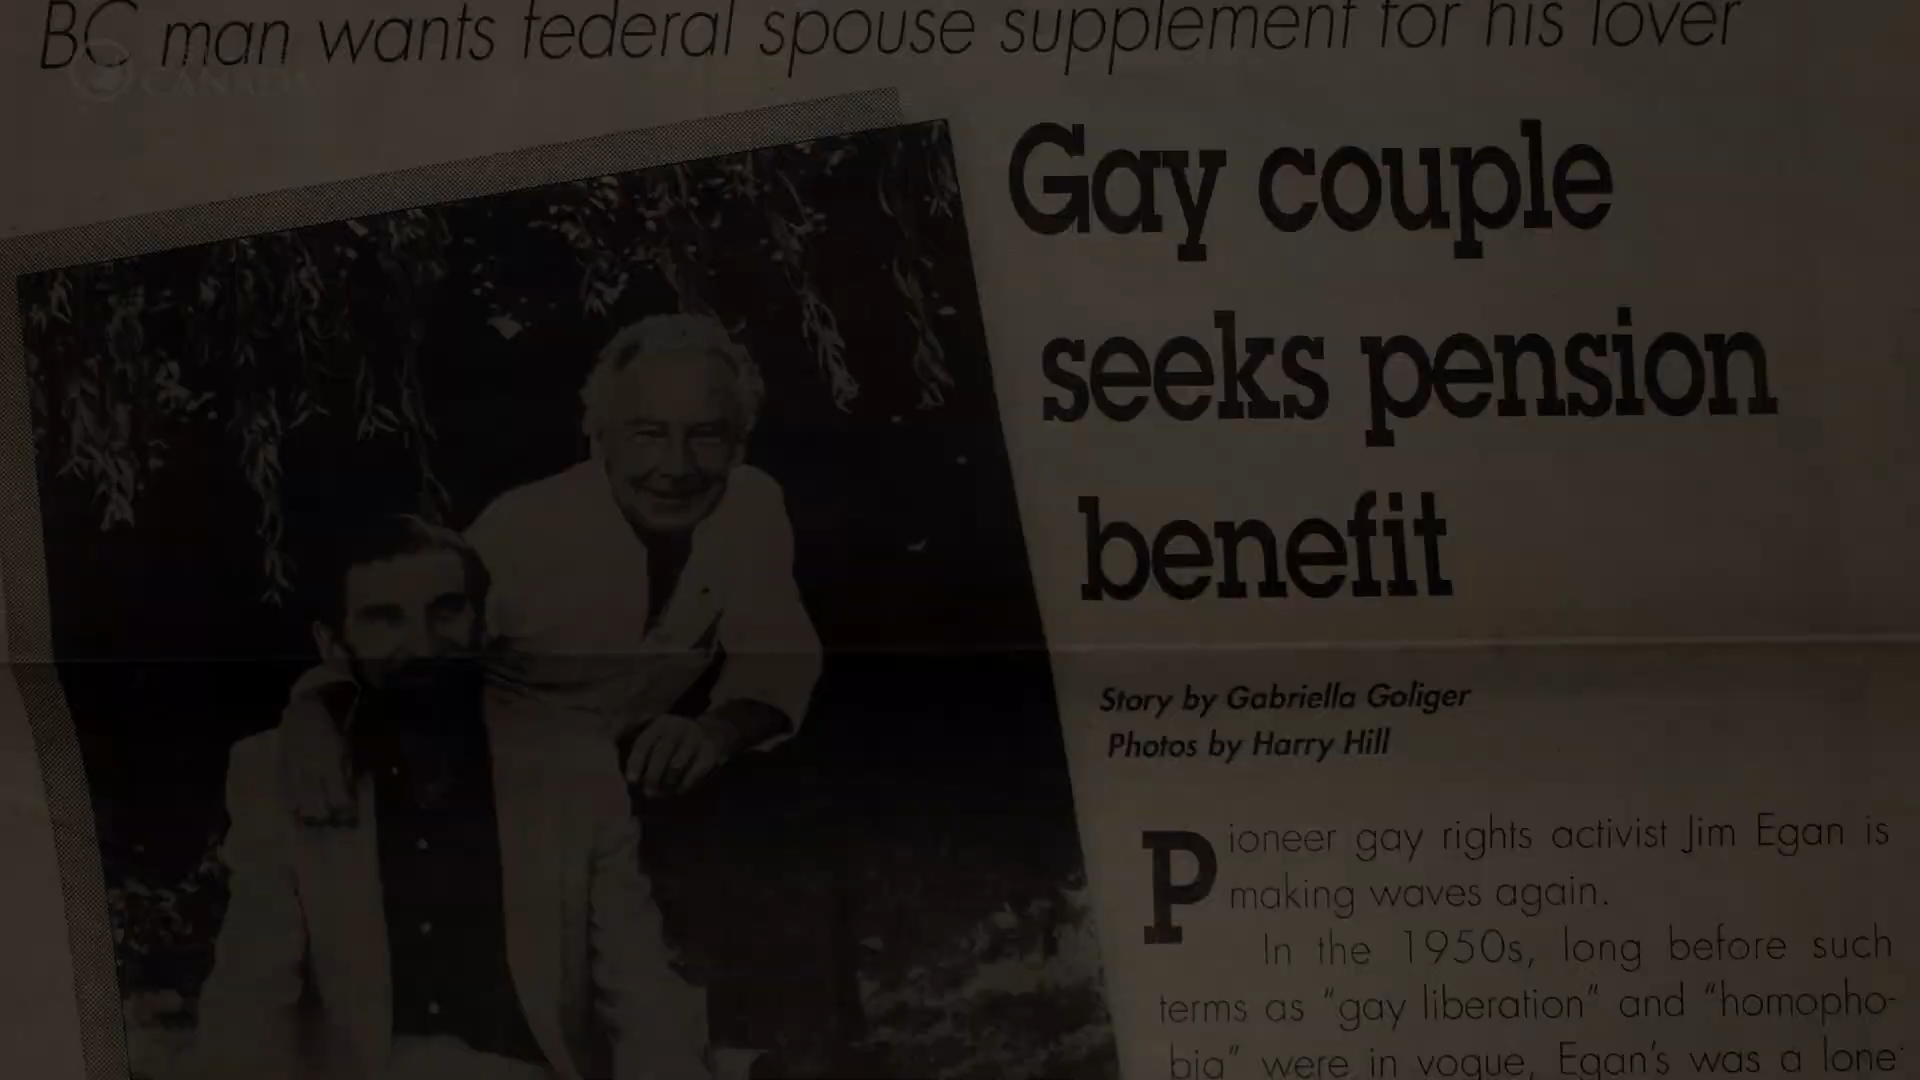 BC man wants federal spouse supplement for his lover
CANADA
Gay couple
seeks pension
benefit
Story by Gabriella Goliger
Photos by Harry Hill
Pioneer gay rights activist Jim Egan is
making waves again.
In the 1950s, long before such
terms as "gay liberation" and "homopho-
bia" were in vogue, Egan's was a lone